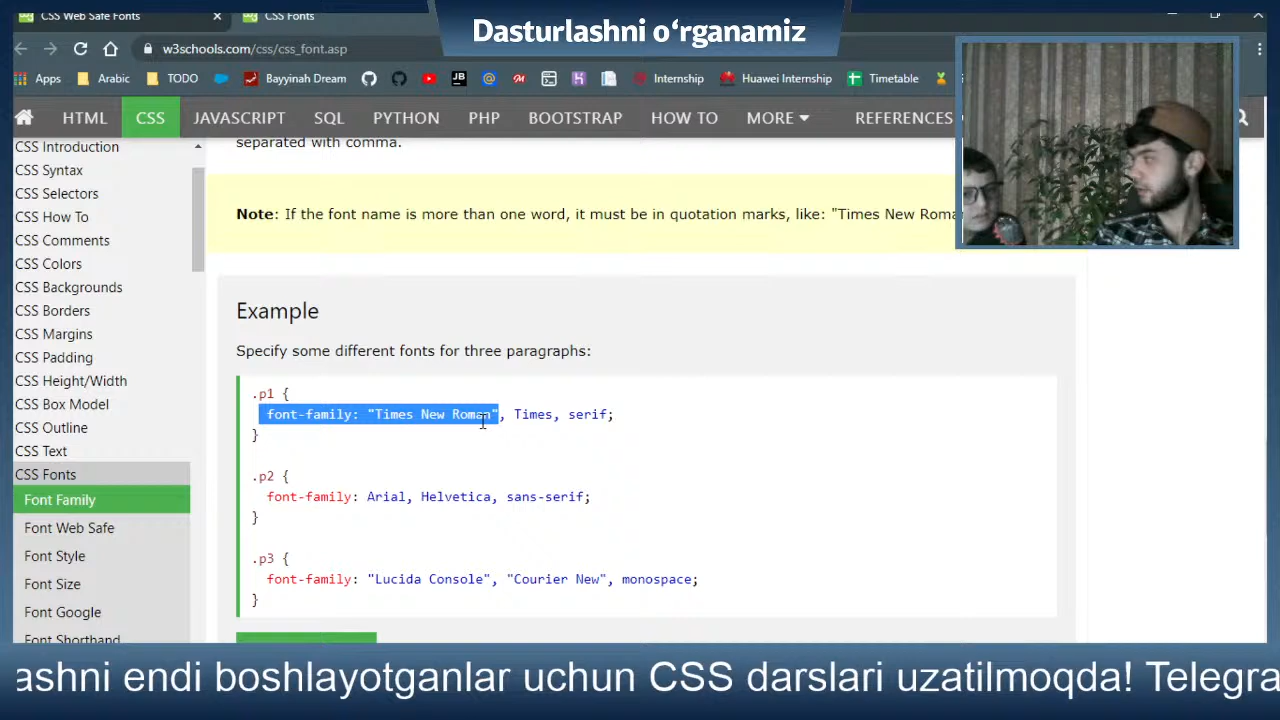 CSS Web Safe Fonts
CSS Fonts
Dasturlashni o‘rganamiz
w3schools.com/css/css_font.asp
Apps Arabic TODO Bayyinah Dream JB Internship Huawei Internship Timetable
HTML CSS JAVASCRIPT SQL PYTHON PHP BOOTSTRAP HOW TO MORE REFERENCES
CSS Introduction
CSS Syntax
CSS Selectors
CSS How To
CSS Comments
CSS Colors
CSS Backgrounds
CSS Borders
CSS Margins
CSS Padding
CSS Height/Width
CSS Box Model
CSS Outline
CSS Text
CSS Fonts
Font Family
Font Web Safe
Font Style
Font Size
Font Google
Font Shorthand
separated with comma.
Note: If the font name is more than one word, it must be in quotation marks, like: "Times New Roman
Example
Specify some different fonts for three paragraphs:
.p1 {
font-family: "Times New Roman", Times, serif;
}
.p2 {
font-family: Arial, Helvetica, sans-serif;
}
.p3 {
font-family: "Lucida Console", "Courier New", monospace;
}
ashni endi boshlayotganlar uchun CSS darslari uzatilmoqda! Telegra